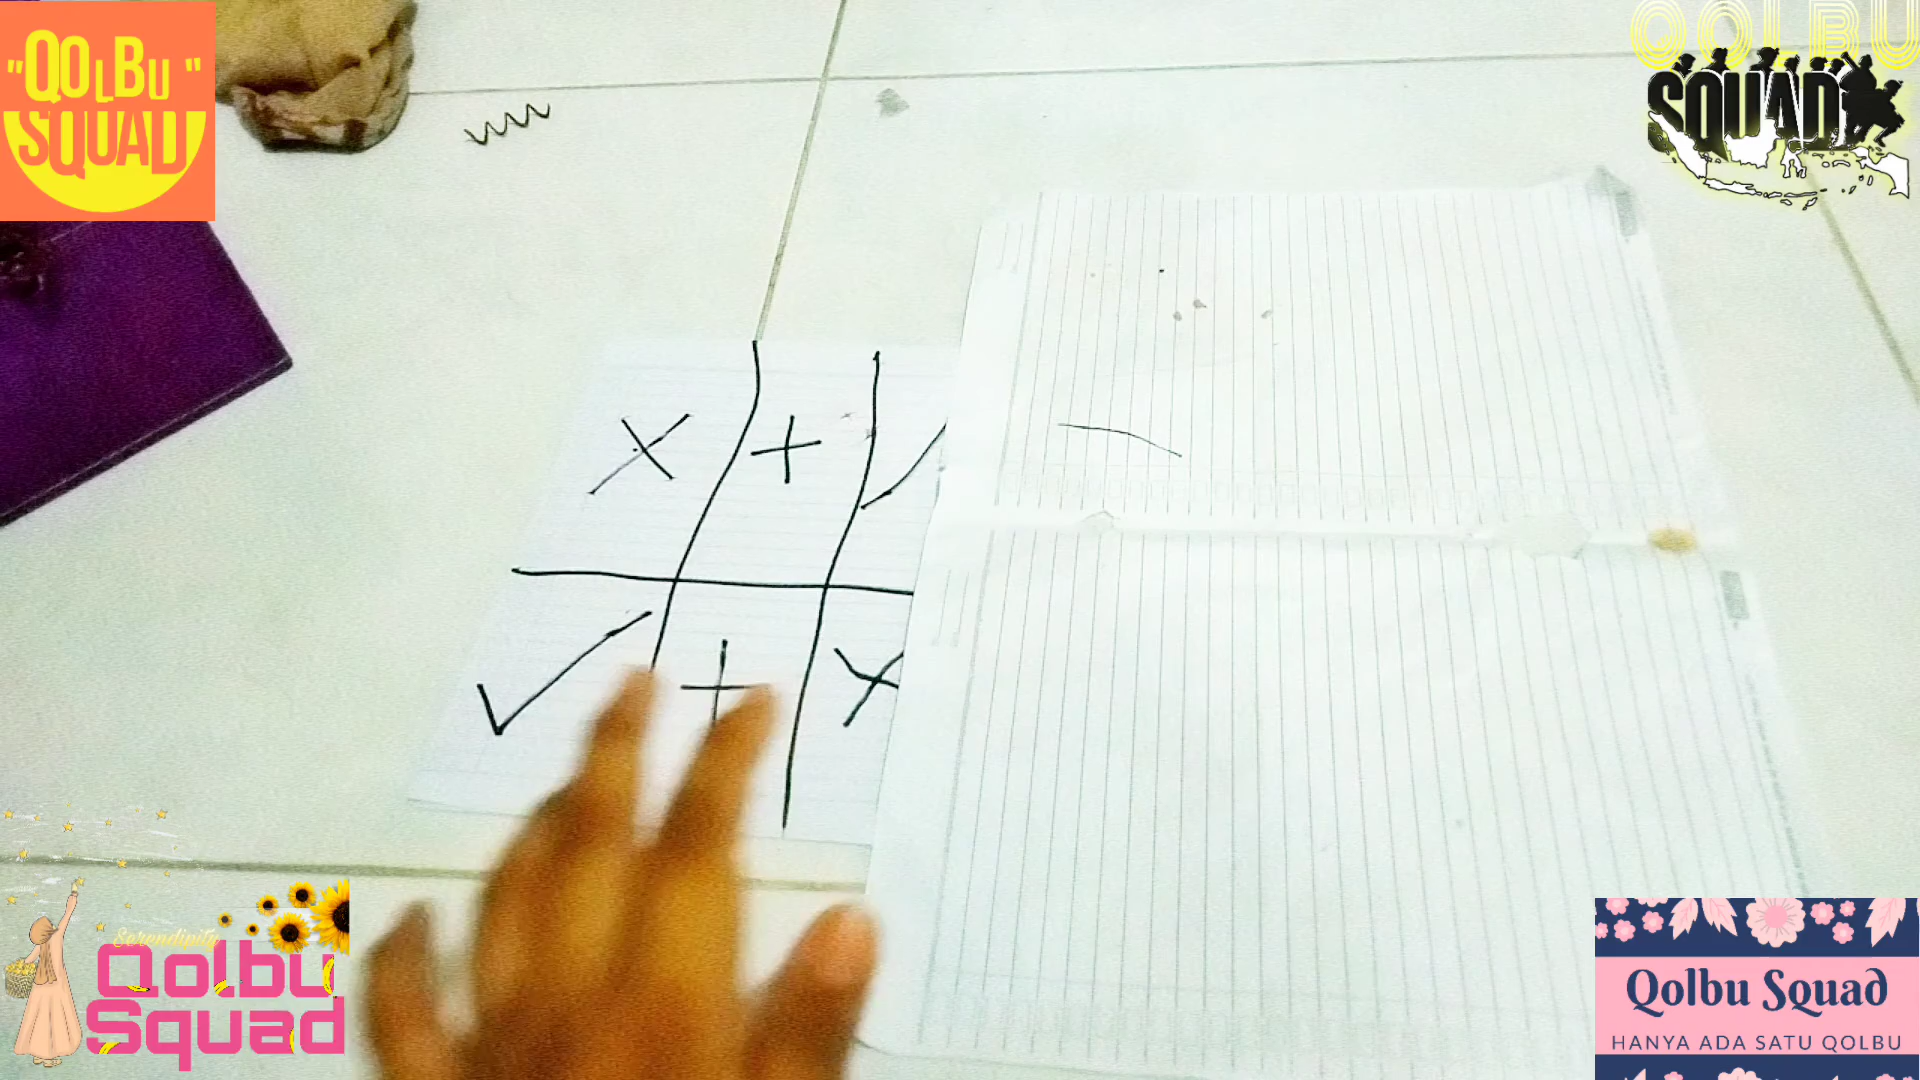 "QOLBU"
SQUAD
QOLBU
SQUAD
X + 
✓ + X
Serendipity
Qolbu
Squad
Qolbu Squad
HANYA ADA SATU QOLBU